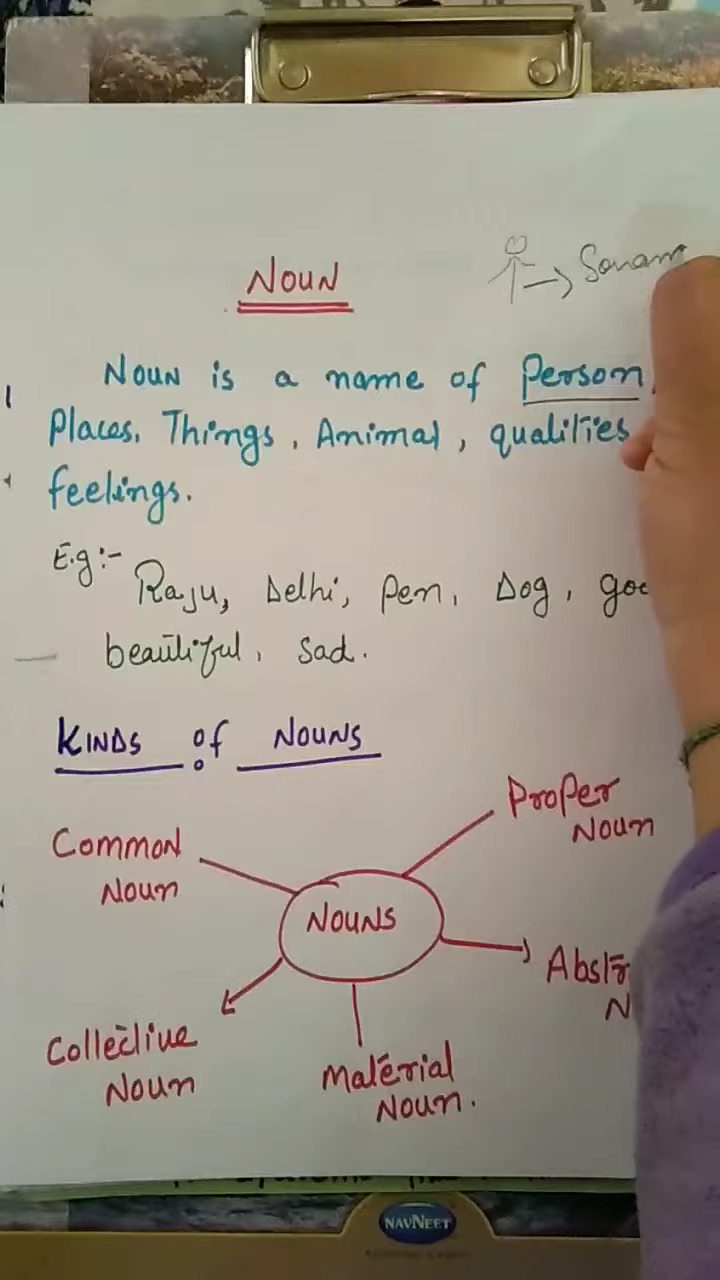 NOUN
→ Sonam
Noun is a name of Person,
Places, Things, Animal, qualities
feelings.
E.g:-
Raju, Delhi, Pen, Dog,
beautiful, Sad.
KINDS of NOUNS
Proper
Noun
Common
Noun
NOUNS
Collective
Noun
Material
Noun.
NAVNEET